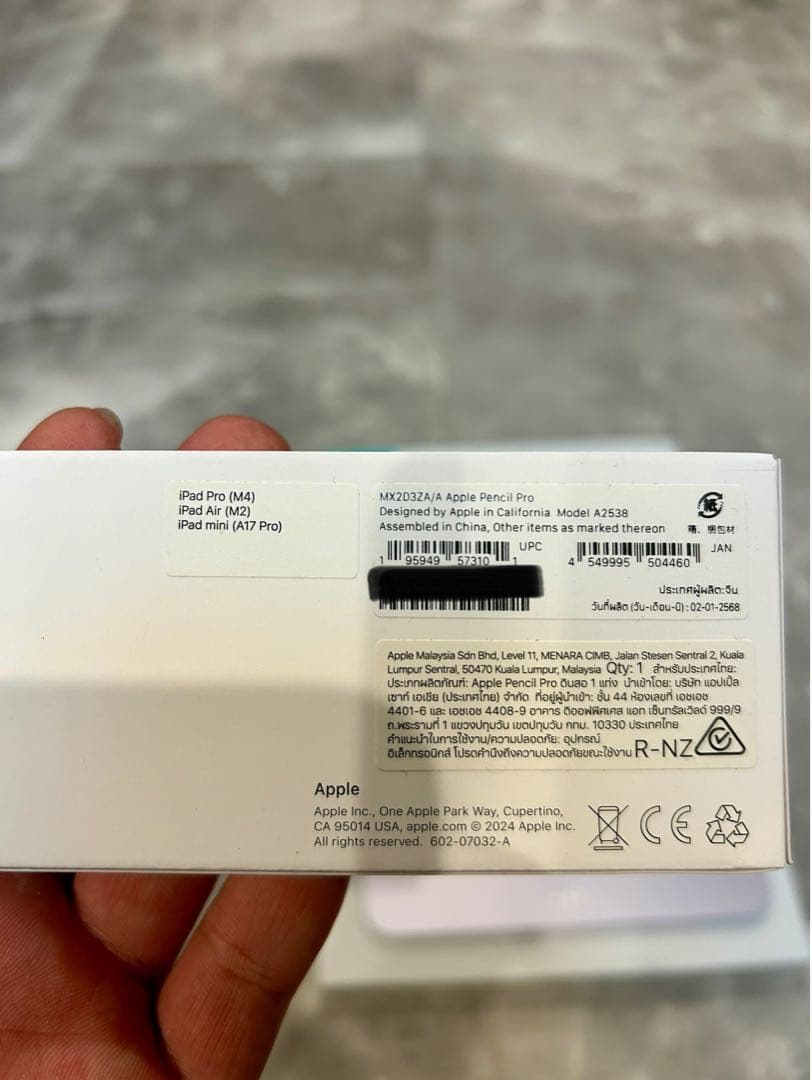 iPad Pro (M4)
iPad Air (M2)
iPad mini (A17 Pro)
MX2D3ZA/A Apple Pencil Pro
Designed by Apple in California Model A2538
Assembled in China, Other items as marked thereon
紙
箱、梱包材
UPC
1 95949 57310 1
JAN
4 549995 504460
ประเทศผู้ผลิต:จีน
วันที่ผลิต (วัน-เดือน-ปี) : 02-01-2568
Apple Malaysia Sdn Bhd, Level 11, MENARA CIMB, Jalan Stesen Sentral 2, Kuala
Lumpur Sentral, 50470 Kuala Lumpur, Malaysia Qty: 1 สำหรับประเทศไทย:
ประเภทผลิตภัณฑ์: Apple Pencil Pro ดินสอ 1 แท่ง นำเข้าโดย: บริษัท แอปเปิ้ล
เซาท์ เอเชีย (ประเทศไทย) จำกัด ที่อยู่ผู้นำเข้า: ชั้น 44 ห้องเลขที่ เอชเอช
4401-6 และ เอชเอช 4408-9 อาคาร ดิออฟฟิศเศส แอท เซ็นทรัลเวิลด์ 999/9
ถ.พระรามที่ 1 แขวงปทุมวัน เขตปทุมวัน กทม. 10330 ประเทศไทย
คำแนะนำในการใช้งาน/ความปลอดภัย: อุปกรณ์
อิเล็กทรอนิกส์ โปรดคำนึงถึงความปลอดภัยขณะใช้งาน R-NZ
Apple
Apple Inc., One Apple Park Way, Cupertino,
CA 95014 USA, apple.com © 2024 Apple Inc.
All rights reserved. 602-07032-A
CE